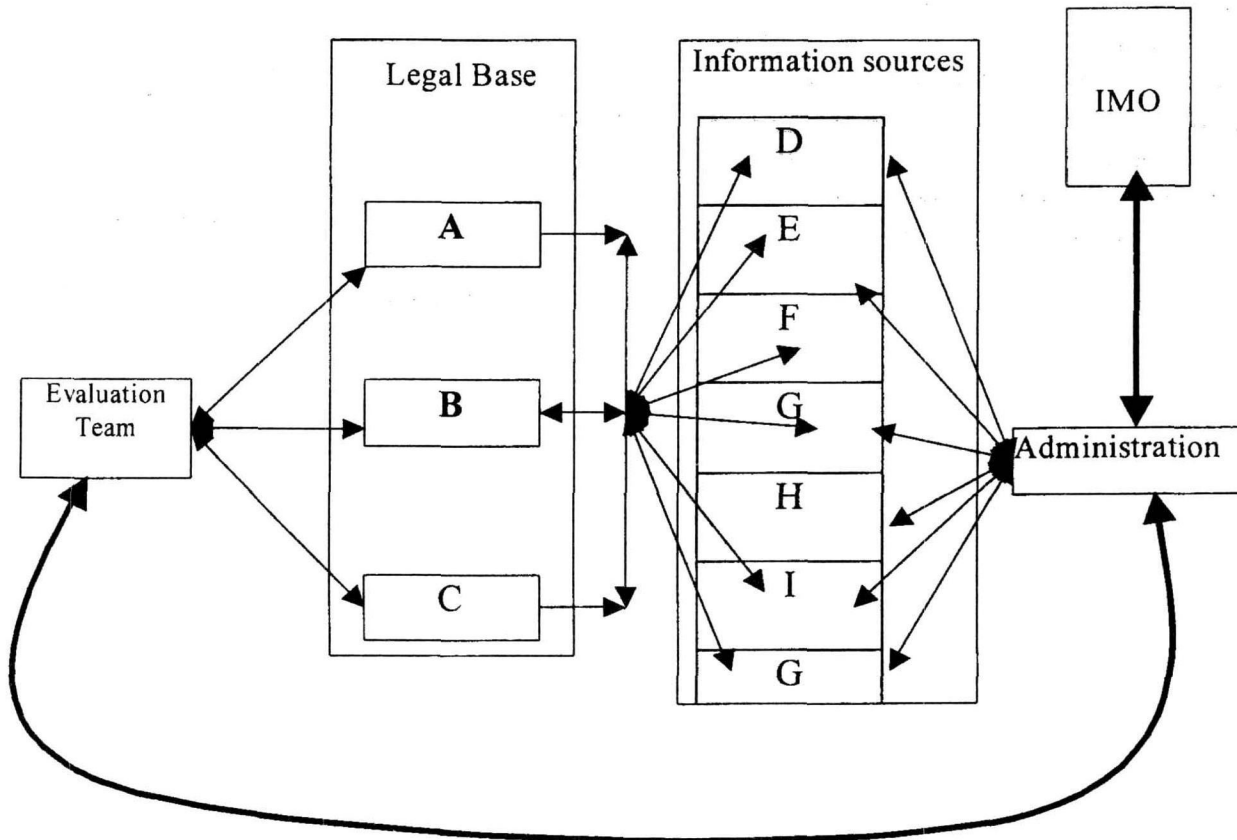 Legal Base
A
B
C
Evaluation
Team
Information sources
D
E
F
G
H
I
G
IMO
Administration